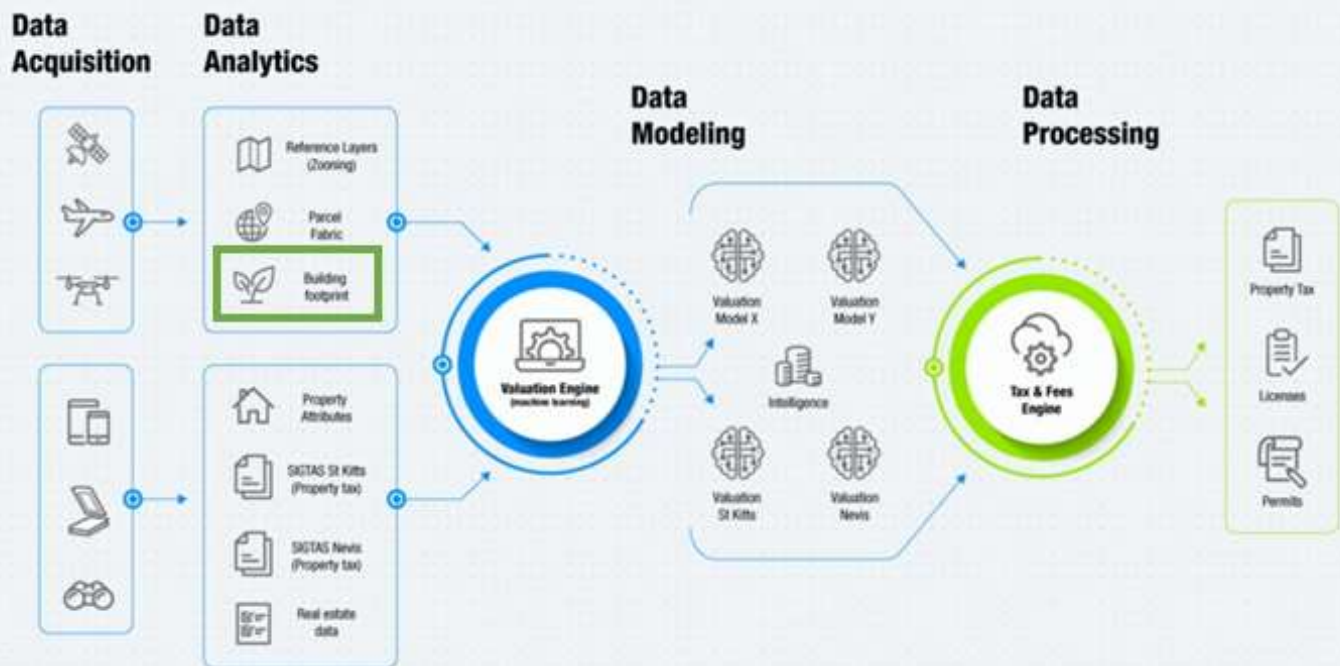 Data
Acquisition
Data
Analytics
Data
Modeling
Data
Processing
Reference Layers
(Zooning)
Parcel
Fabric
Building
footprint
Property
Attributes
SIGTAS St Kitts
(Property tax)
SIGTAS Nevis
(Property tax)
Real estate
data
Valuation Engine
(machine learning)
Valuation
Model X
Valuation
Model Y
Intelligence
Valuation
St Kitts
Valuation
Nevis
Tax & Fees
Engine
Property Tax
Licenses
Permits